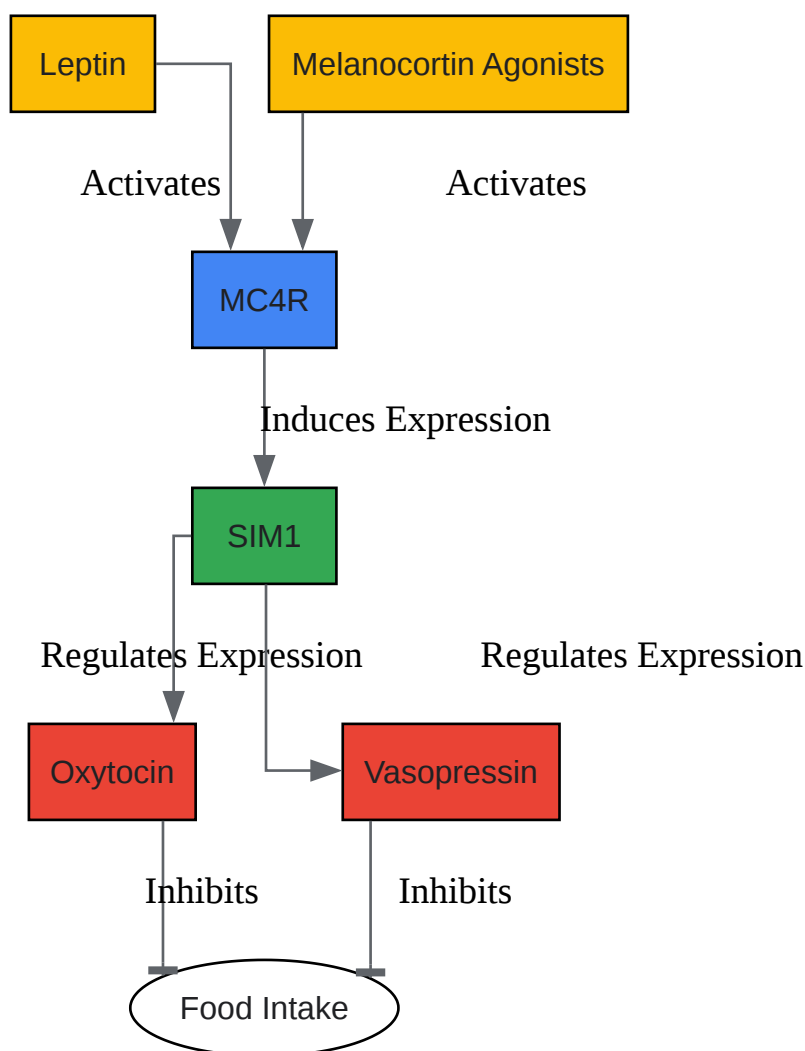 Leptin
Melanocortin Agonists
Activates
Activates
MC4R
Induces Expression
SIM1
Regulates Expression
Regulates Expression
Oxytocin
Vasopressin
Inhibits
Inhibits
Food Intake